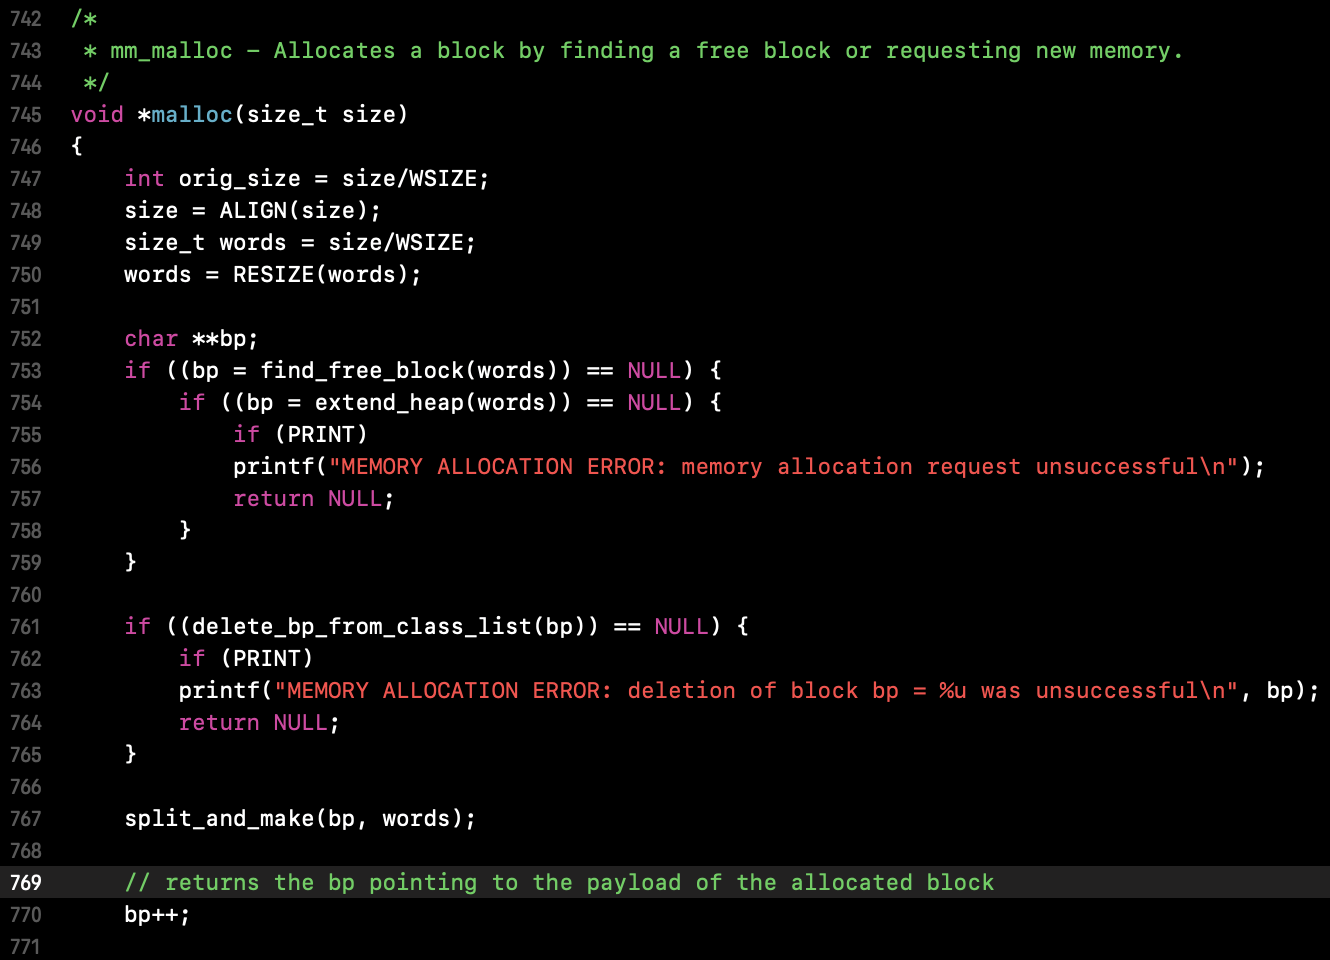 742 /*
743  * mm_malloc – Allocates a block by finding a free block or requesting new memory.
744  */
745 void *malloc(size_t size)
746 {
747     int orig_size = size/WSIZE;
748     size = ALIGN(size);
749     size_t words = size/WSIZE;
750     words = RESIZE(words);
751
752     char **bp;
753     if ((bp = find_free_block(words)) == NULL) {
754         if ((bp = extend_heap(words)) == NULL) {
755             if (PRINT)
756             printf("MEMORY ALLOCATION ERROR: memory allocation request unsuccessful\n");
757             return NULL;
758         }
759     }
760
761     if ((delete_bp_from_class_list(bp)) == NULL) {
762         if (PRINT)
763         printf("MEMORY ALLOCATION ERROR: deletion of block bp = %u was unsuccessful\n", bp);
764         return NULL;
765     }
766
767     split_and_make(bp, words);
768
769     // returns the bp pointing to the payload of the allocated block
770     bp++;
771